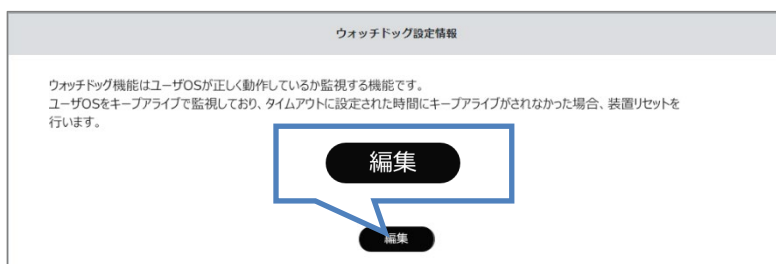 ウォッチドッグ設定情報
ウォッチドッグ機能はユーザOSが正しく動作しているか監視する機能です。
ユーザOSをキープアライブで監視しており、タイムアウトに設定された時間にキープアライブがされなかった場合、装置リセットを
行います。
編集
編集